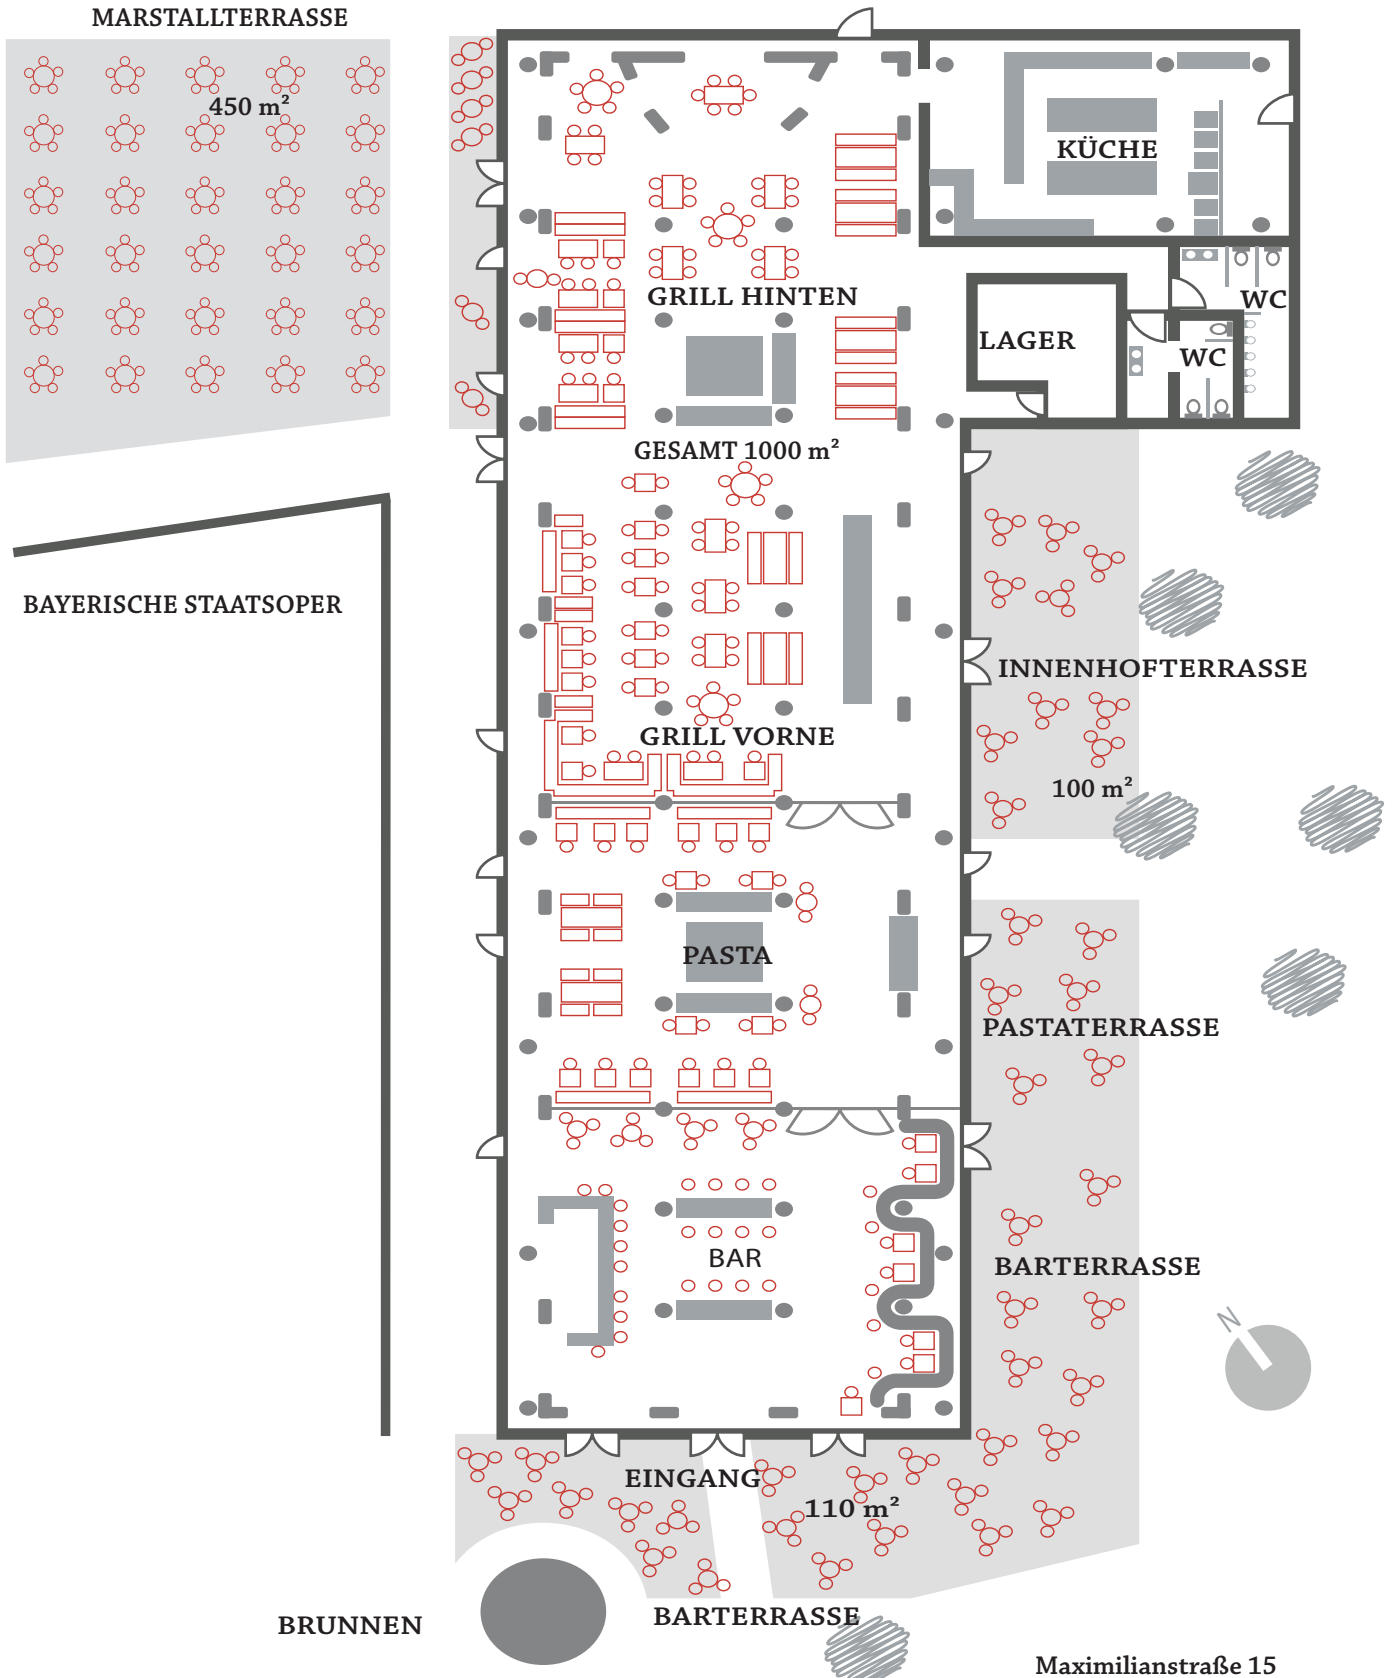 MARSTALLTERRASSE
450 m²
KÜCHE
GRILL HINTEN
WC
LAGER
WC
GESAMT 1000 m²
BAYERISCHE STAATSOPER
INNENHOFTERRASSE
GRILL VORNE
100 m²
PASTA
PASTATERRASSE
BAR
BARTERRASSE
N
EINGANG
110 m²
BARTERRASSE
BRUNNEN
Maximilianstraße 15